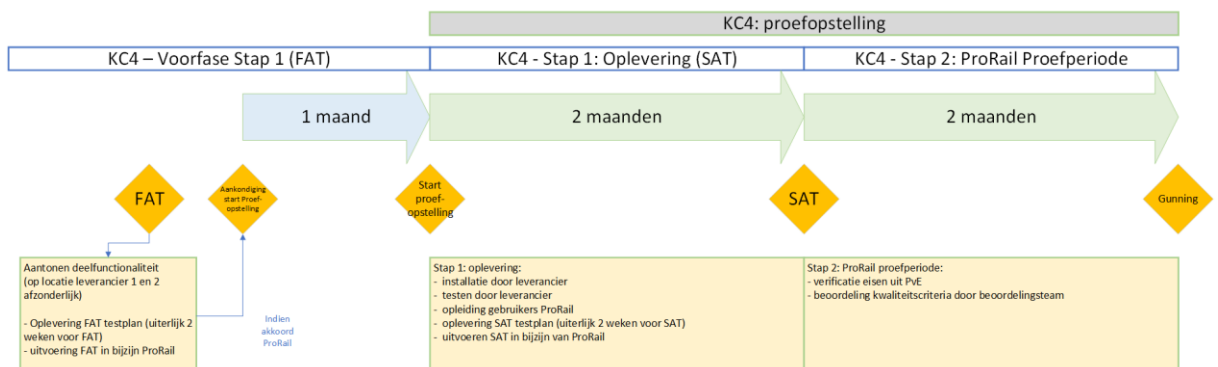 KC4: proefopstelling
KC4 – Voorfase Stap 1 (FAT)
KC4 - Stap 1: Oplevering (SAT)
KC4 - Stap 2: ProRail Proefperiode
1 maand
2 maanden
2 maanden
FAT
Aankondiging
start Proef-
opstelling
Start
proef-
opstelling
SAT
Gunning
Aantonen deelfunctionaliteit
(op locatie leverancier 1 en 2
afzonderlijk)
- Oplevering FAT testplan (uiterlijk 2
weken voor FAT)
- uitvoering FAT in bijzijn ProRail
Indien
akkoord
ProRail
Stap 1: oplevering:
- installatie door leverancier
- testen door leverancier
- opleiding gebruikers ProRail
- oplevering SAT testplan (uiterlijk 2 weken voor SAT)
- uitvoeren SAT in bijzijn van ProRail
Stap 2: ProRail proefperiode:
- verificatie eisen uit PvE
- beoordeling kwaliteitscriteria door beoordelingsteam